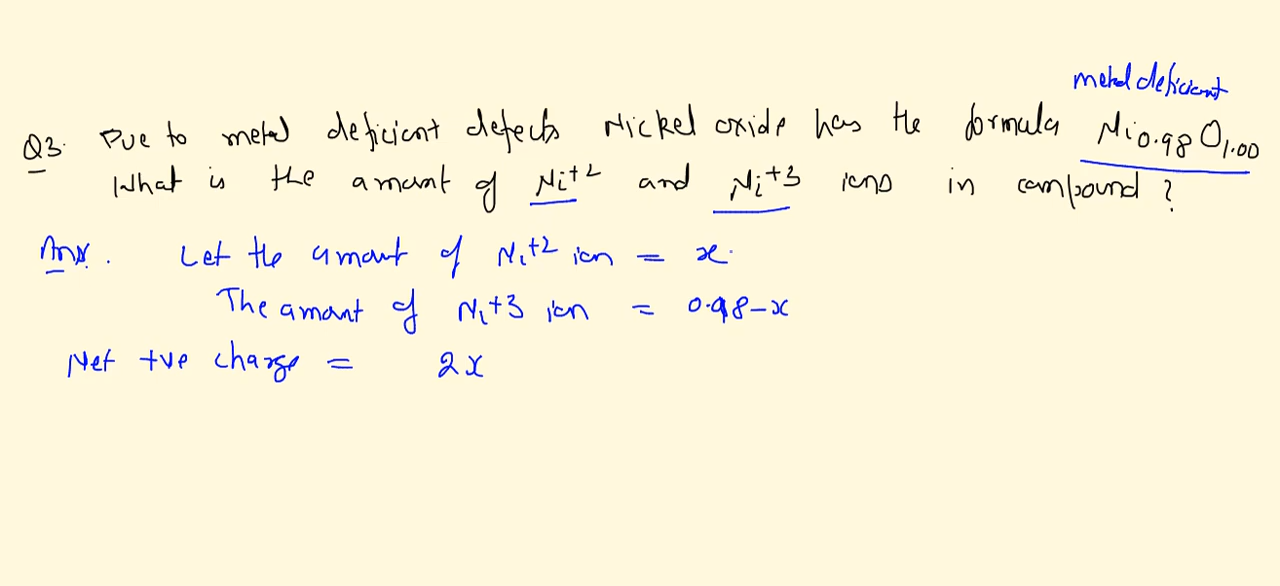 metal deficient
Q3. Due to metal deficient defects Nickel oxide has the formula Ni0.98O1.00
What is the amount of Ni+2 and Ni+3 ions in compound ?
Ans. Let the amount of Ni+2 ion = x.
The amount of Ni+3 ion = 0.98-x
Net +ve charge = 2x